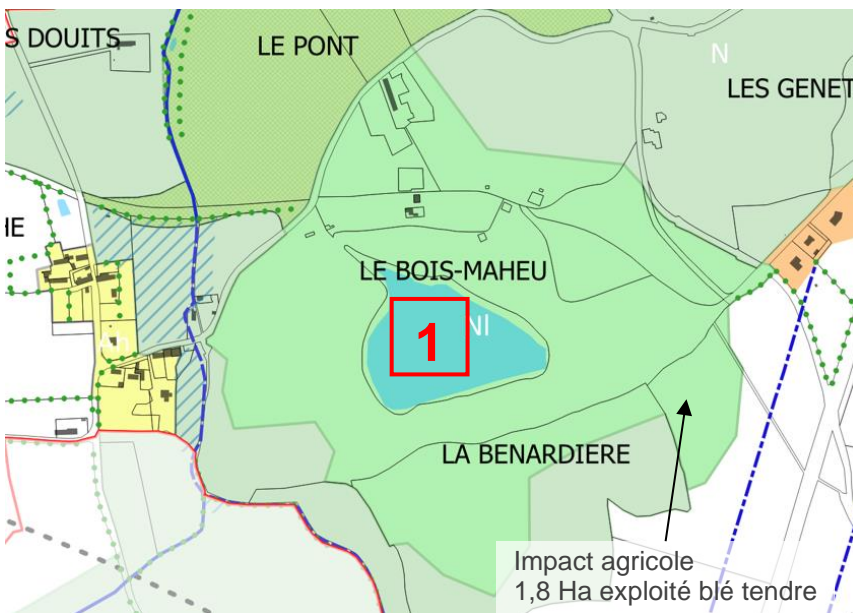 S DOUITS
LE PONT
N
LES GENET
HE
LE BOIS-MAHEU
1
Nl
Ah
LA BENARDIERE
Impact agricole
1,8 Ha exploité blé tendre